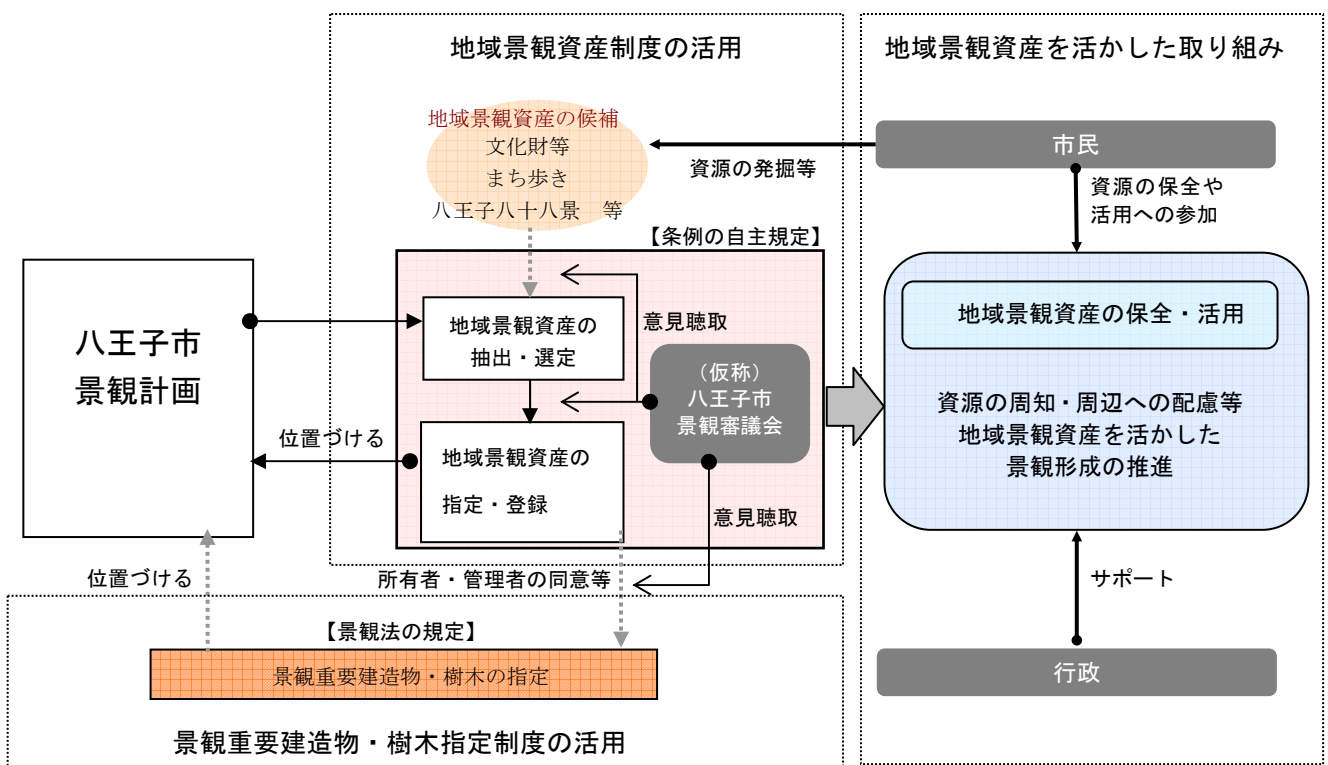 地域景観資産制度の活用
地域景観資産の候補
文化財等
まち歩き
八王子八十八景　等
【条例の自主規定】
八王子市
景観計画
地域景観資産の
抽出・選定
意見聴取
（仮称）
八王子市
景観審議会
位置づける
地域景観資産の
指定・登録
意見聴取
所有者・管理者の同意等
位置づける
【景観法の規定】
景観重要建造物・樹木の指定
景観重要建造物・樹木指定制度の活用
地域景観資産を活かした取り組み
市民
資源の発掘等
資源の保全や
活用への参加
地域景観資産の保全・活用
資源の周知・周辺への配慮等
地域景観資産を活かした
景観形成の推進
サポート
行政